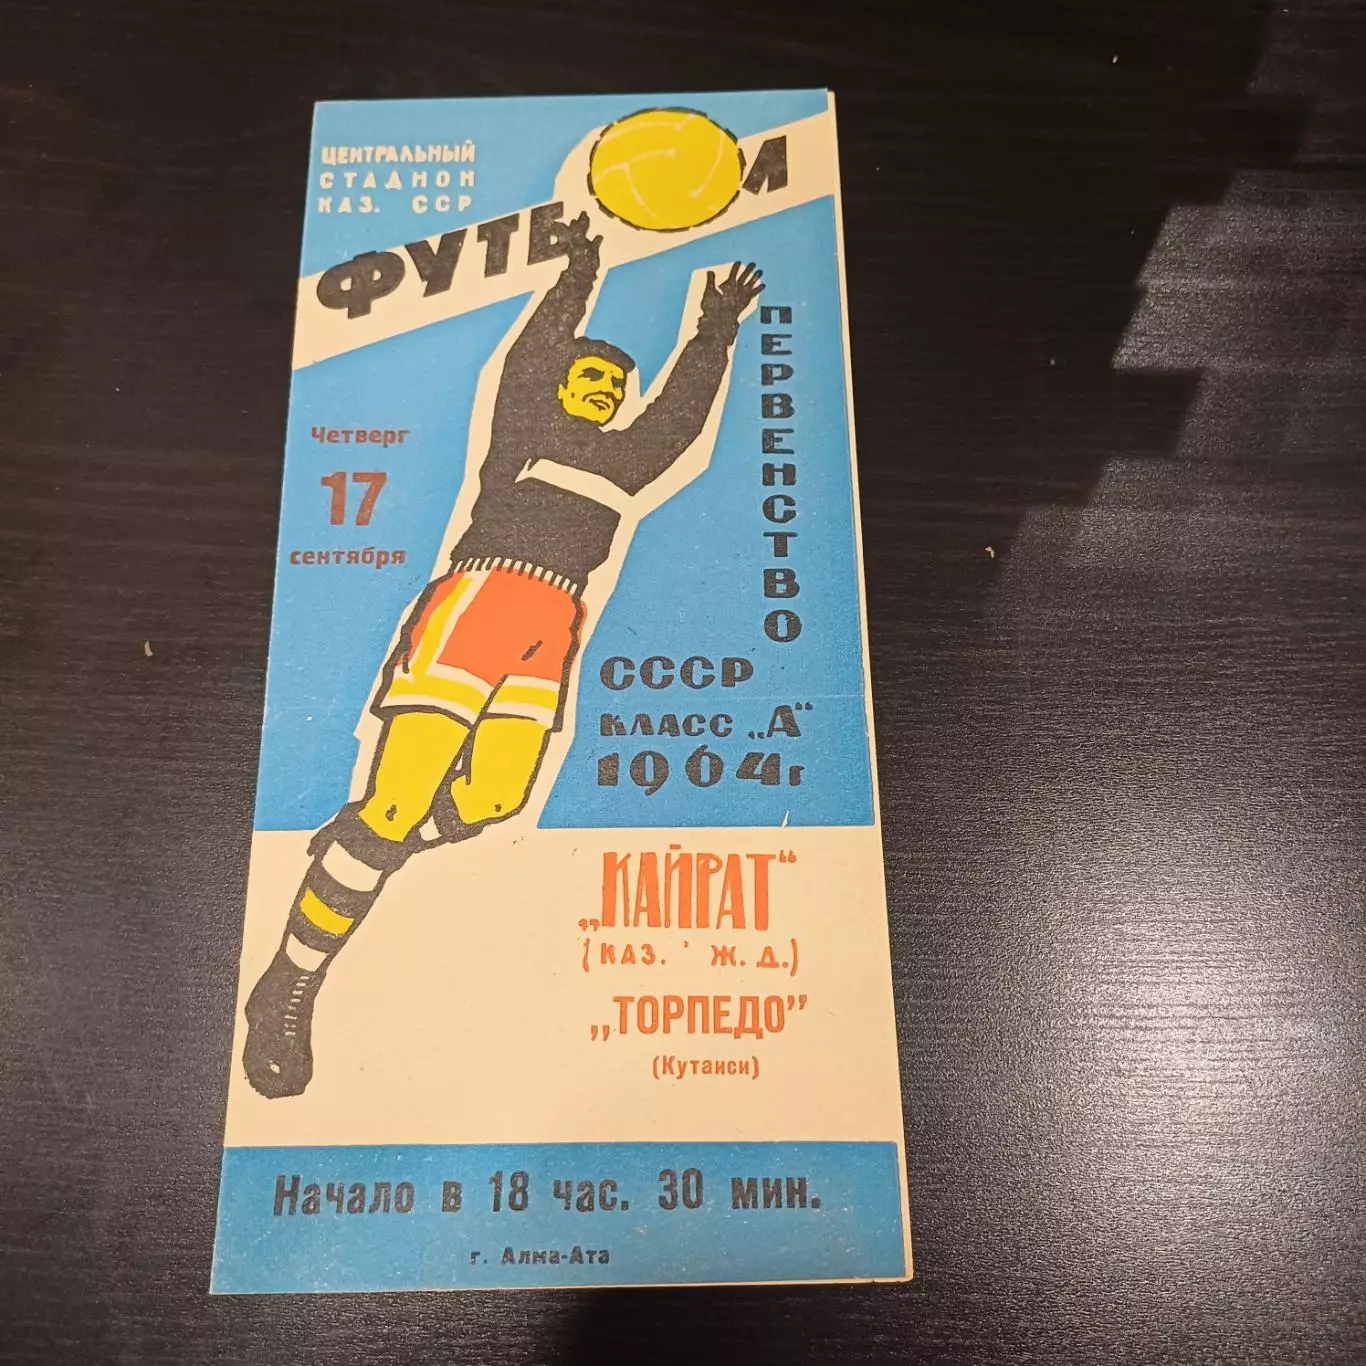 ЦЕНТРАЛЬНЫЙ
СТАДИОН
КАЗ. ССР
ФУТБОЛ
Четверг
17
сентября
ПЕРВЕНСТВО
СССР
КЛАСС „А“
1964 г
„КАЙРАТ“
(КАЗ. Ж. Д.)
„ТОРПЕДО”
(Кутаиси)
Начало в 18 час. 30 мин.
г. Алма-Ата